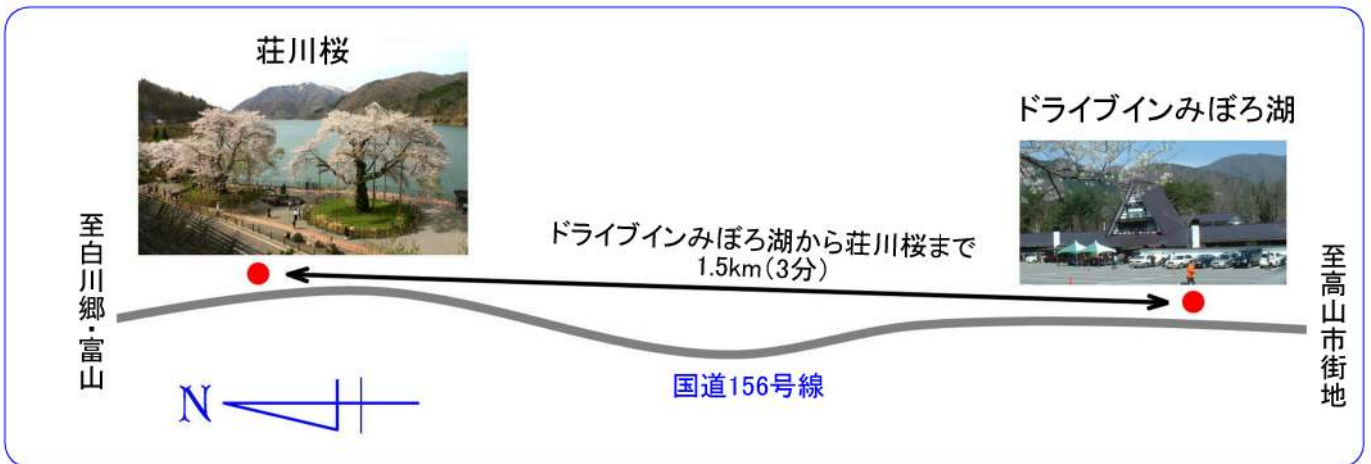 荘川桜
ドライブインみぼろ湖
至白川郷・富山
ドライブインみぼろ湖から荘川桜まで
1.5km（3分）
至高山市街地
国道156号線
N